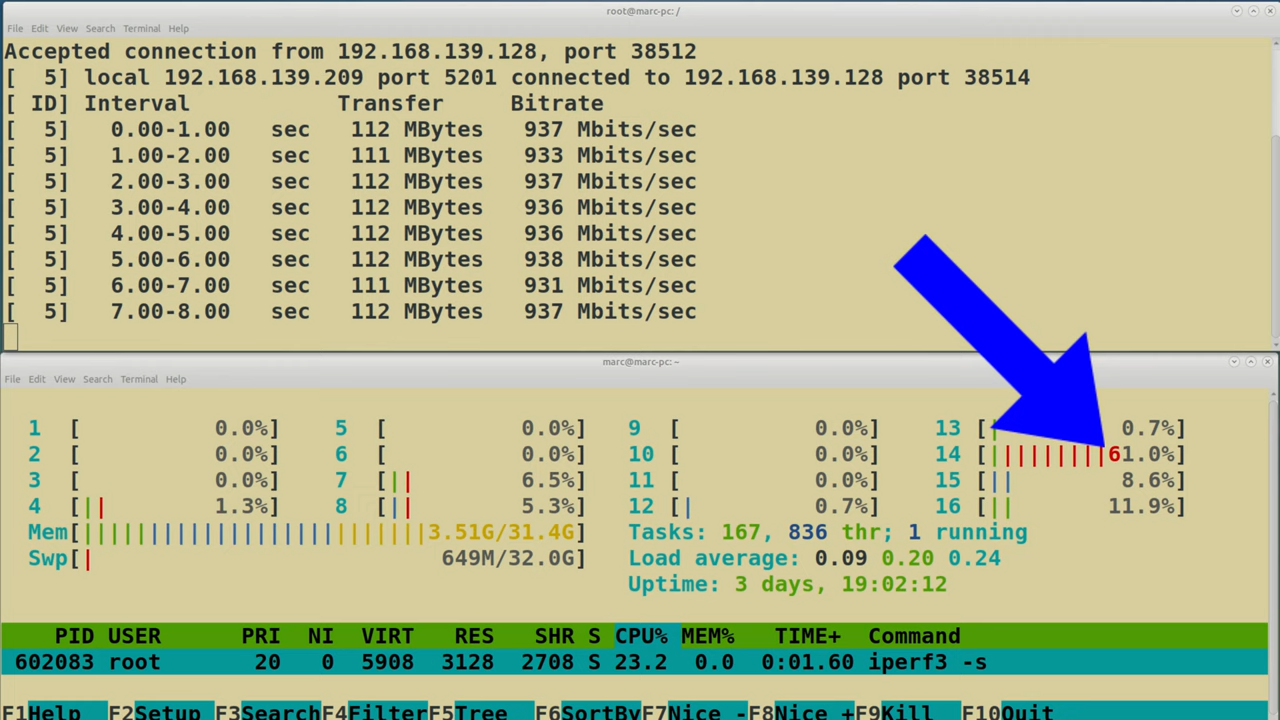 root@marc-pc: /
File Edit View Search Terminal Help
Accepted connection from 192.168.139.128, port 38512
[  5] local 192.168.139.209 port 5201 connected to 192.168.139.128 port 38514
[ ID] Interval           Transfer     Bitrate
[  5]   0.00-1.00   sec   112 MBytes   937 Mbits/sec
[  5]   1.00-2.00   sec   111 MBytes   933 Mbits/sec
[  5]   2.00-3.00   sec   112 MBytes   937 Mbits/sec
[  5]   3.00-4.00   sec   112 MBytes   936 Mbits/sec
[  5]   4.00-5.00   sec   112 MBytes   936 Mbits/sec
[  5]   5.00-6.00   sec   112 MBytes   938 Mbits/sec
[  5]   6.00-7.00   sec   111 MBytes   931 Mbits/sec
[  5]   7.00-8.00   sec   112 MBytes   937 Mbits/sec
marc@marc-pc: ~
File Edit View Search Terminal Help
1 [ 0.0%] 5 [ 0.0%] 9 [ 0.0%] 13 [| 0.7%]
2 [ 0.0%] 6 [ 0.0%] 10 [ 0.0%] 14 [|||||||||61.0%]
3 [ 0.0%] 7 [|| 6.5%] 11 [ 0.0%] 15 [|| 8.6%]
4 [|| 1.3%] 8 [|| 5.3%] 12 [| 0.7%] 16 [|| 11.9%]
Mem[||||||||||||||||||||||||||3.51G/31.4G] Tasks: 167, 836 thr; 1 running
Swp[| 649M/32.0G] Load average: 0.09 0.20 0.24
Uptime: 3 days, 19:02:12
PID USER PRI NI VIRT RES SHR S CPU% MEM% TIME+ Command
602083 root 20 0 5908 3128 2708 S 23.2 0.0 0:01.60 iperf3 -s
F1Help F2Setup F3SearchF4FilterF5Tree F6SortByF7Nice -F8Nice +F9Kill F10Quit